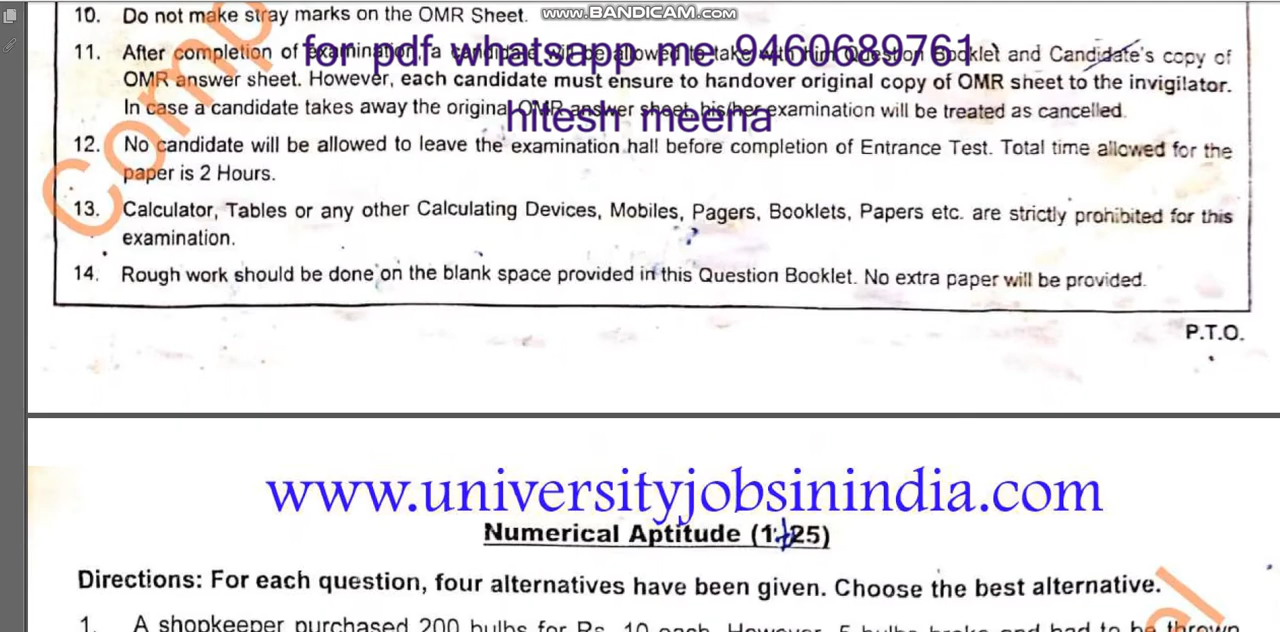 www.BANDICAM.com
10. Do not make stray marks on the OMR Sheet.
for pdf whatsapp me 9460689761
11. After completion of examination, a candidate will be allowed to take with him Question Booklet and Candidate's copy of
OMR answer sheet. However, each candidate must ensure to handover original copy of OMR sheet to the invigilator.
In case a candidate takes away the original OMR answer sheet, his/her examination will be treated as cancelled.
hitesh meena
12. No candidate will be allowed to leave the examination hall before completion of Entrance Test. Total time allowed for the
paper is 2 Hours.
13. Calculator, Tables or any other Calculating Devices, Mobiles, Pagers, Booklets, Papers etc. are strictly prohibited for this
examination.
14. Rough work should be done on the blank space provided in this Question Booklet. No extra paper will be provided.
P.T.O.
www.universityjobsinindia.com
Numerical Aptitude (1-25)
Directions: For each question, four alternatives have been given. Choose the best alternative.
1. A shopkeeper purchased 200 bulbs for Rs. 10 each. However, 5 bulbs broke and had to be thrown
Comp